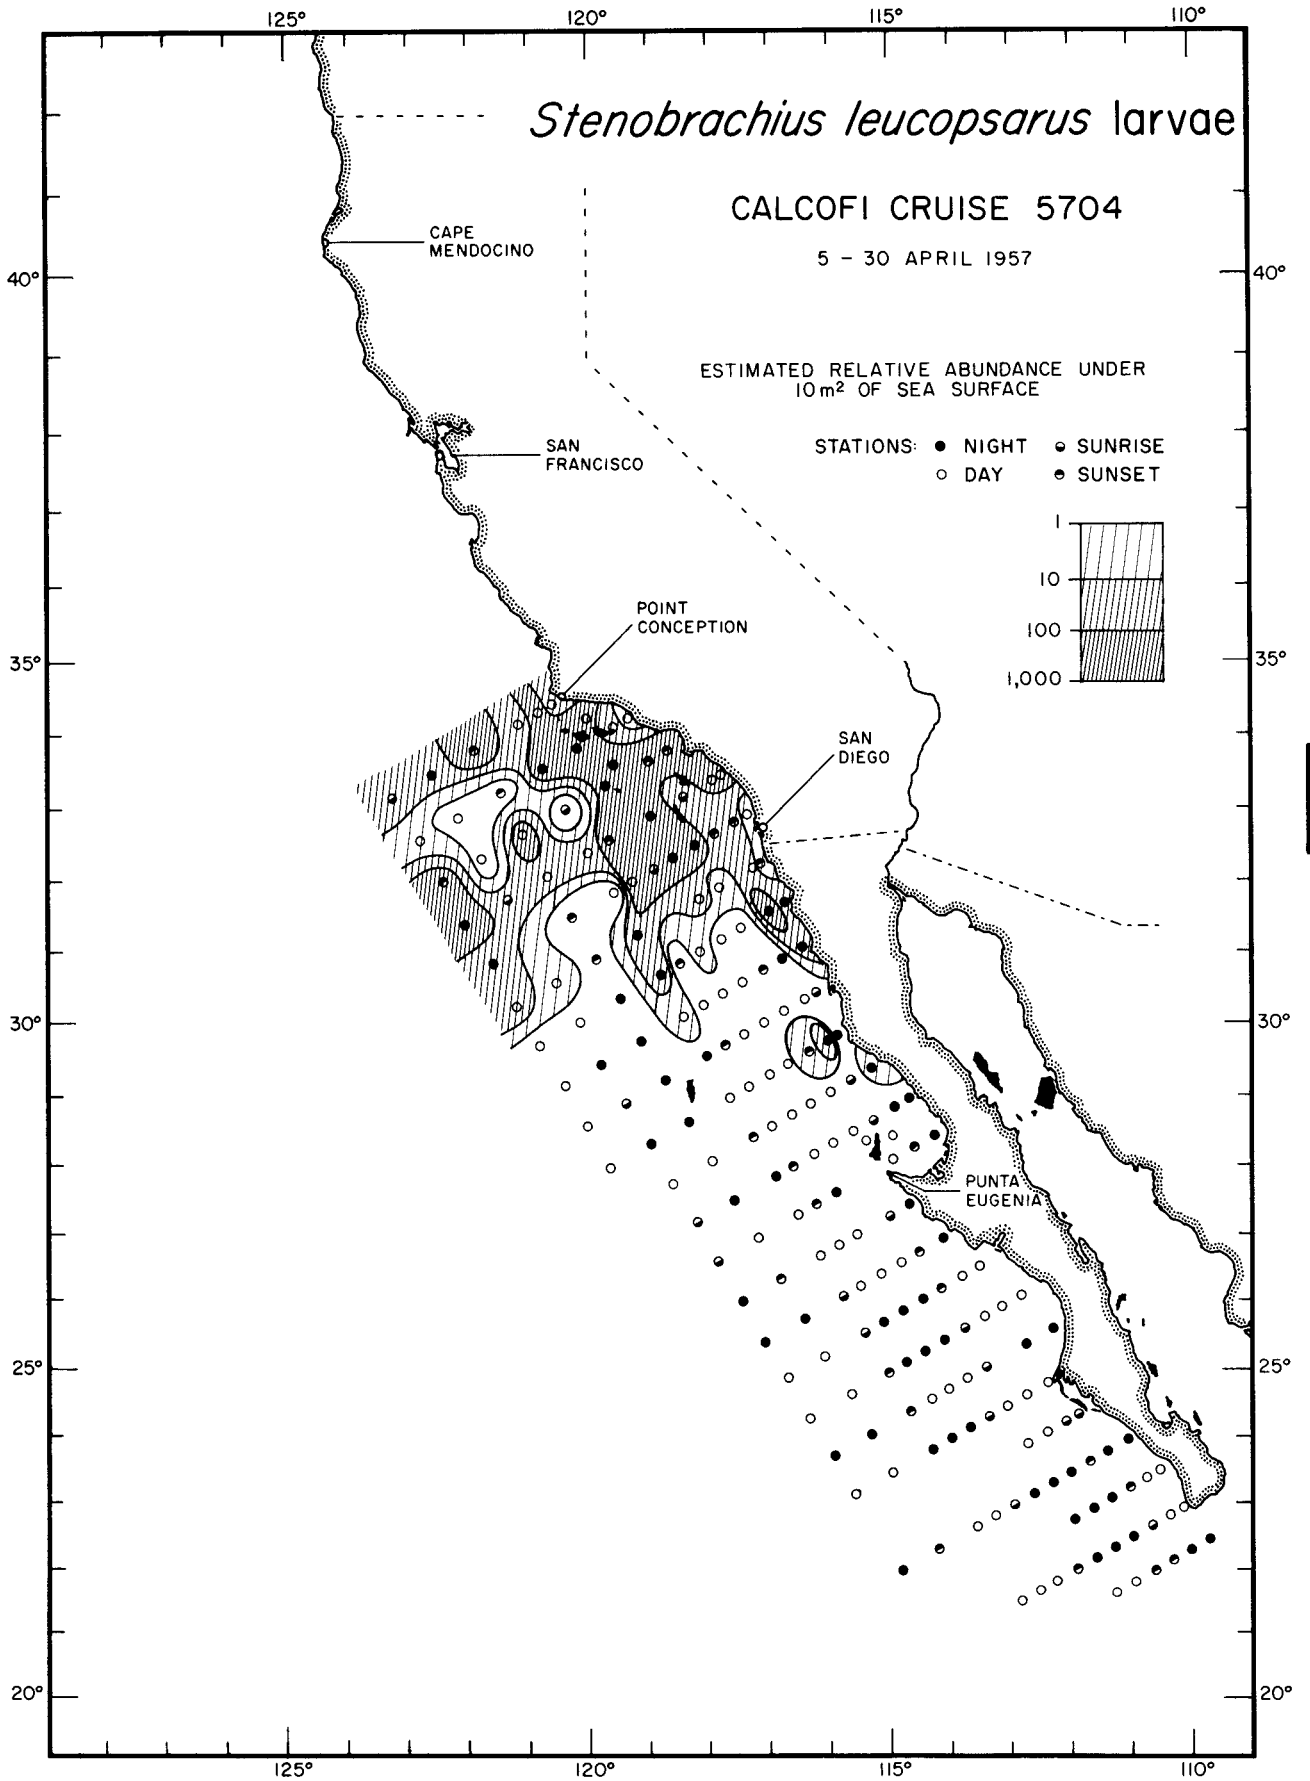 125° 120° 115° 110°
Stenobrachius leucopsarus larvae
CALCOFI CRUISE 5704
5 – 30 APRIL 1957
CAPE
MENDOCINO
40° 40°
ESTIMATED RELATIVE ABUNDANCE UNDER
10 m² OF SEA SURFACE
STATIONS: NIGHT SUNRISE
DAY SUNSET
SAN
FRANCISCO
1
10
100
1,000
POINT
CONCEPTION
35° 35°
SAN
DIEGO
30° 30°
PUNTA
EUGENIA
25° 25°
20° 20°
125° 120° 115° 110°